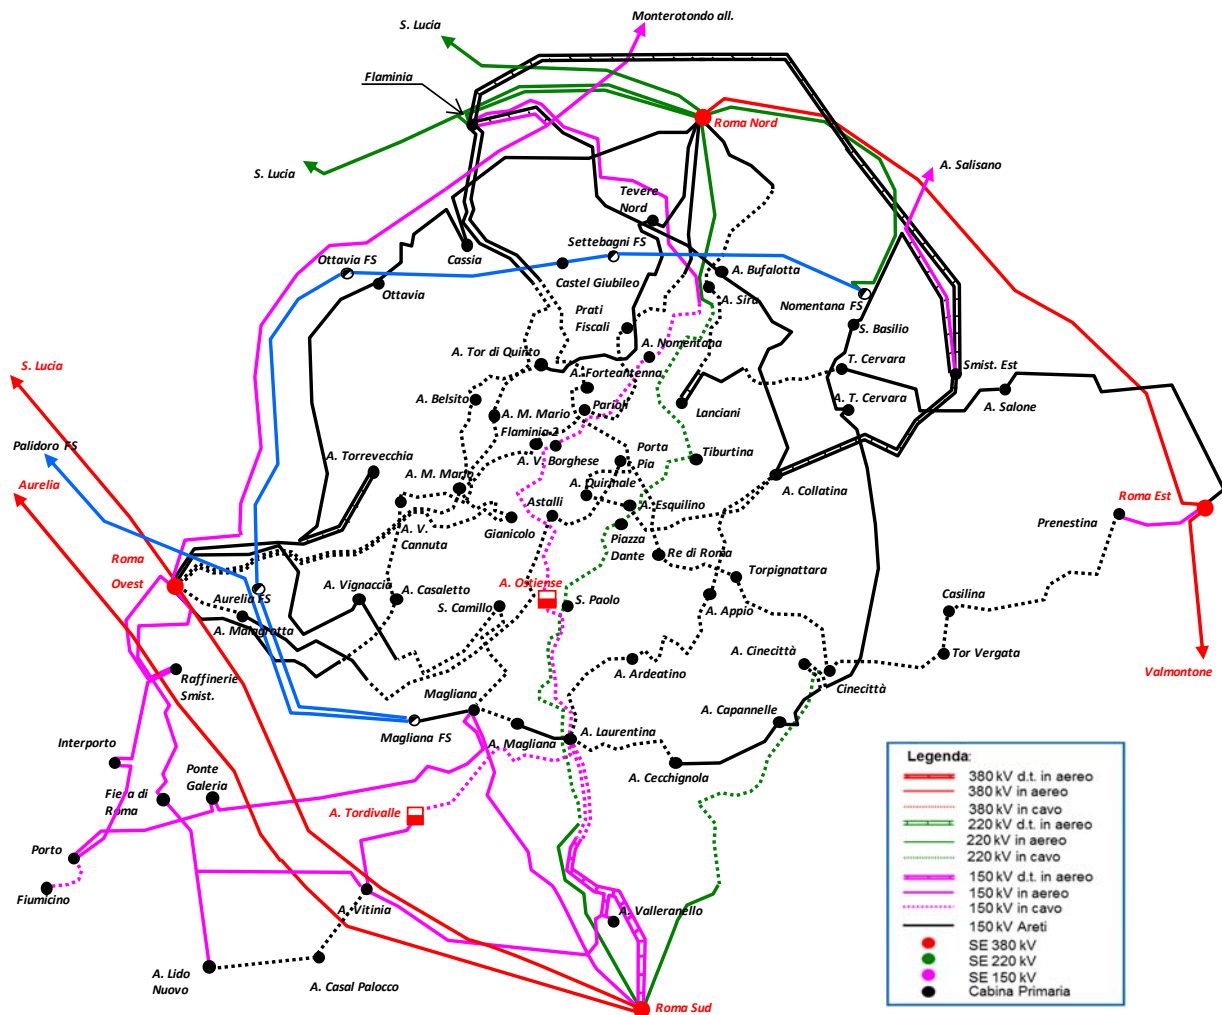 Monterotondo all.
S. Lucia
Flaminia
Roma Nord
A. Salisano
S. Lucia
Tevere
Nord
Settebagni FS
Ottavia FS
Cassia
A. Bufalotta
Castel Giubileo
Ottavia
A. Siru
Nomentana FS
Prati
Fiscali
S. Basilio
A. Nomentana
A. Tor di Quinto
S. Lucia
T. Cervara
Smist. Est
A. Forteantenna
A. Belsito
Parioli
Lanciani
A. T. Cervara
A. Salone
A. M. Mario
Flaminia 2
Palidoro FS
A. Torrevecchia
A. V. Borghese
Porta
Pia
Tiburtina
A. M. Mario
Aurelia
A. Quirinale
A. Collatina
Roma Est
Astalli
A. Esquilino
Prenestina
A. V.
Cannuta
Gianicolo
Piazza
Dante
Roma
Ovest
Re di Roma
Torpignattara
A. Ostiense
A. Vignaccia
A. Casaletto
Aurelia FS
S. Camillo
S. Paolo
A. Appio
Casilina
A. Malagrotta
Tor Vergata
A. Cinecittà
A. Ardeatino
Cinecittà
Valmontone
Raffinerie
Smist.
Magliana
A. Capannelle
Magliana FS
A. Magliana
A. Laurentina
Interporto
A. Cecchignola
Ponte
Galeria
Fiera di
Roma
A. Tordivalle
Porto
Fiumicino
A. Vitinia
A. Valleranello
A. Lido
Nuovo
A. Casal Palocco
Roma Sud
Legenda:
380 kV d.t. in aereo
380 kV in aereo
380 kV in cavo
220 kV d.t. in aereo
220 kV in aereo
220 kV in cavo
150 kV d.t. in aereo
150 kV in aereo
150 kV in cavo
150 kV Areti
SE 380 kV
SE 220 kV
SE 150 kV
Cabina Primaria